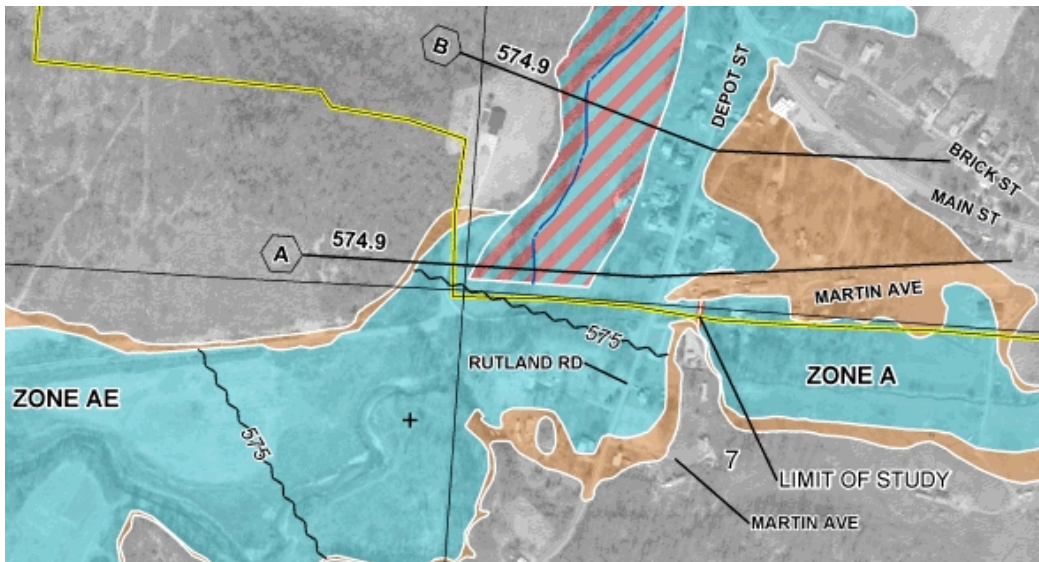 B
574.9
DEPOT ST
BRICK ST
MAIN ST
A
574.9
MARTIN AVE
575
RUTLAND RD
ZONE A
ZONE AE
575
7
LIMIT OF STUDY
MARTIN AVE